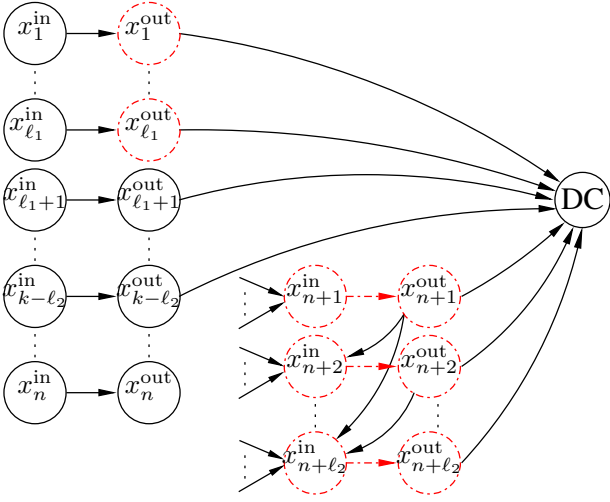 x_1^in x_1^out
x_{ℓ_1}^in x_{ℓ_1}^out
x_{ℓ_1+1}^in x_{ℓ_1+1}^out DC
x_{k−ℓ_2}^in x_{k−ℓ_2}^out x_{n+1}^in x_{n+1}^out
x_{n+2}^in x_{n+2}^out
x_n^in x_n^out
x_{n+ℓ_2}^in x_{n+ℓ_2}^out